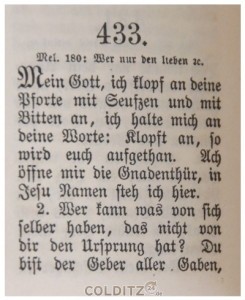 433.
Mel. 180: Wer nur den lieben ꝛc.
Mein Gott, ich klopf an deine
Pforte mit Seufzen und mit
Bitten an, ich halte mich an
deine Worte: Klopft an, so
wird euch aufgethan. Ach
öffne mir die Gnadenthür, in
Jesu Namen steh ich hier.
2. Wer kann was von sich
selber haben, das nicht von
dir den Ursprung hat? Du
bist der Geber aller Gaben,
COLDITZ